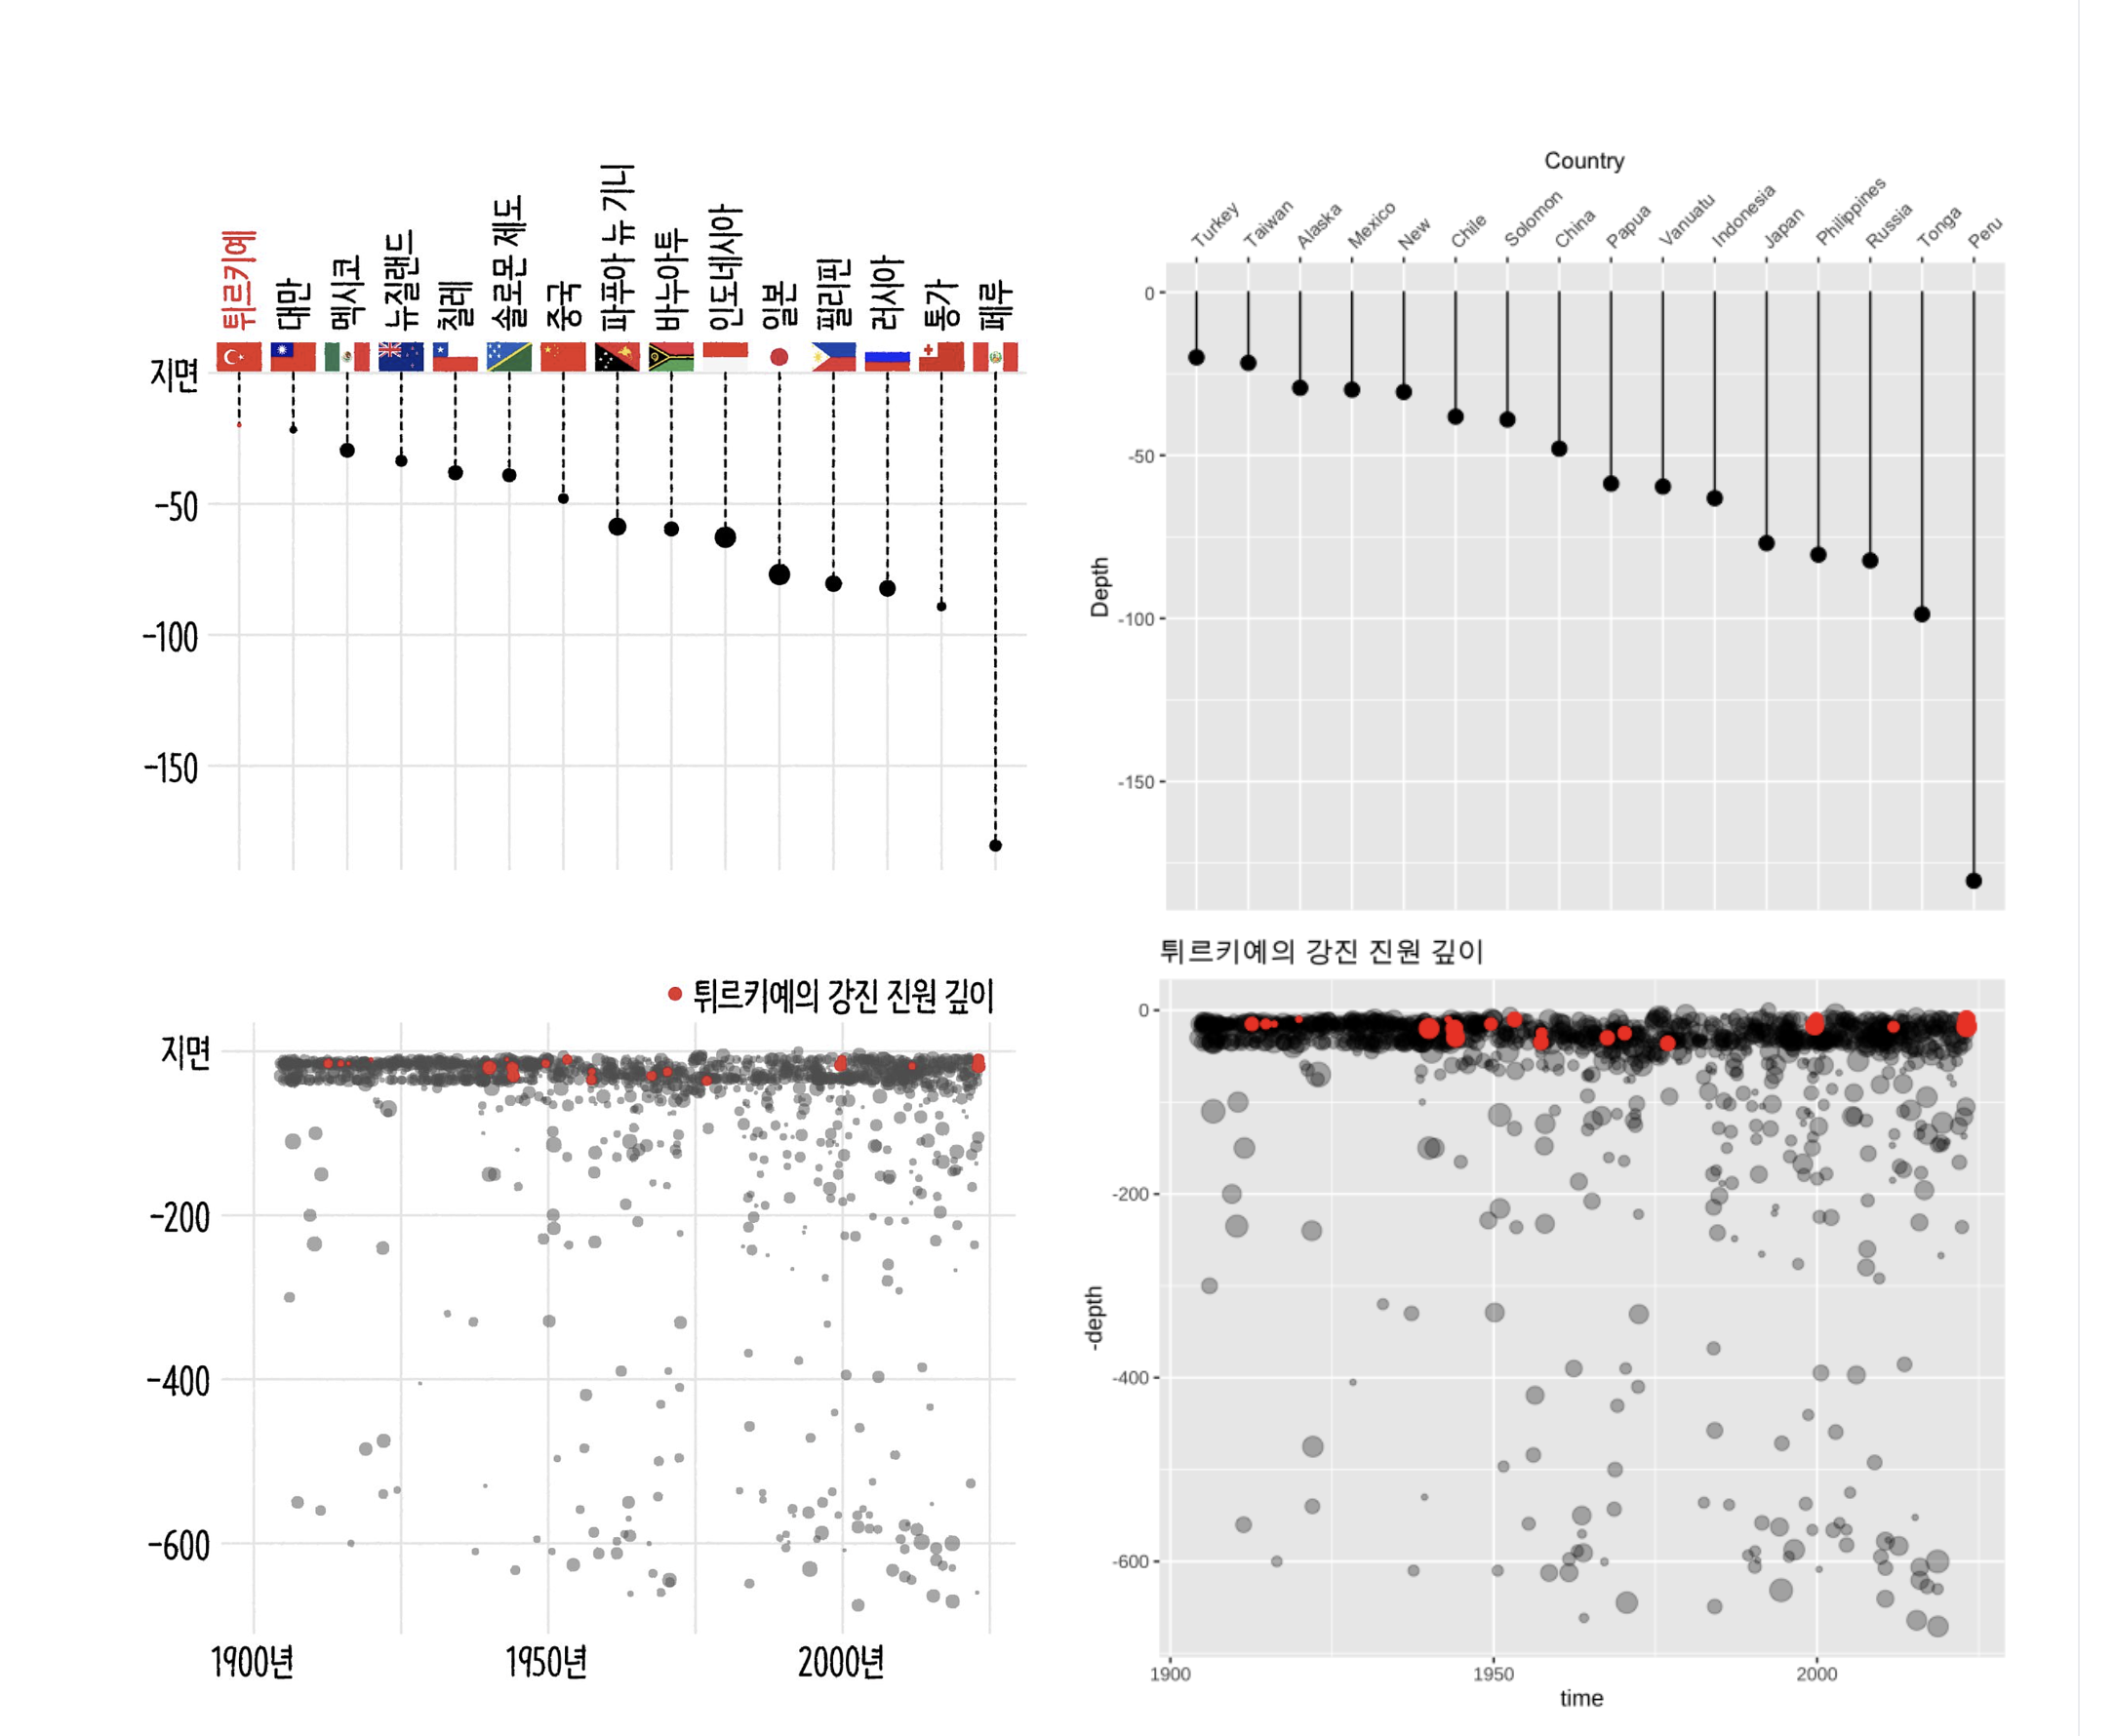 튀르키예
대만
멕시코
뉴질랜드
칠레
솔로몬 제도
중국
파푸아 뉴 기니
바누아투
인도네시아
일본
필리핀
러시아
통가
페루
지면
-50
-100
-150
Country
Turkey
Taiwan
Alaska
Mexico
New
Chile
Solomon
China
Papua
Vanuatu
Indonesia
Japan
Philippines
Russia
Tonga
Peru
Depth
0
-50
-100
-150
튀르키예의 강진 진원 깊이
지면
-200
-400
-600
1900년
1950년
2000년
튀르키예의 강진 진원 깊이
-depth
0
-200
-400
-600
1900
1950
2000
time